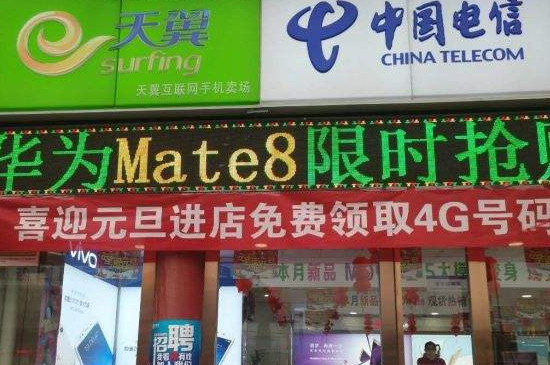 天翼
surfing
天翼互联网手机卖场
中国电信
CHINA TELECOM
华为Mate8限时抢购
喜迎元旦进店免费领取4G号码
vivo
本月新品
招聘